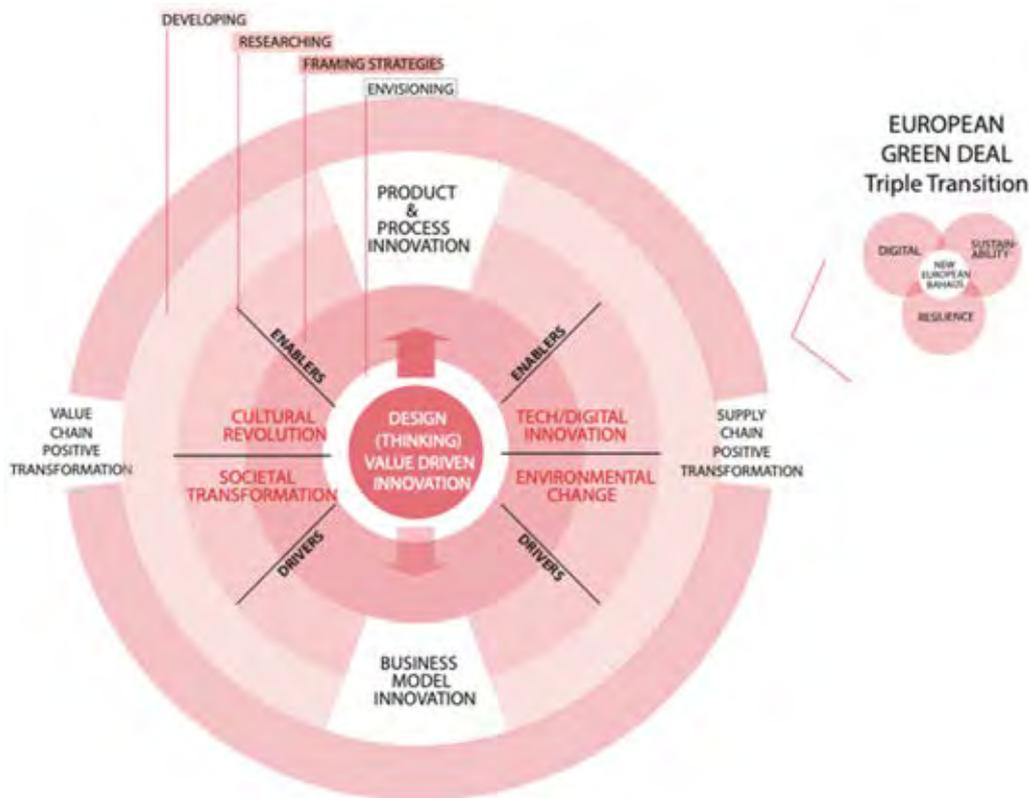 DEVELOPING
RESEARCHING
FRAMING STRATEGIES
ENVISIONING
PRODUCT
&
PROCESS
INNOVATION
ENABLERS
ENABLERS
CULTURAL
REVOLUTION
DESIGN
(THINKING)
VALUE DRIVEN
INNOVATION
TECH/DIGITAL
INNOVATION
SOCIETAL
TRANSFORMATION
ENVIRONMENTAL
CHANGE
VALUE
CHAIN
POSITIVE
TRANSFORMATION
SUPPLY
CHAIN
POSITIVE
TRANSFORMATION
DRIVERS
DRIVERS
BUSINESS
MODEL
INNOVATION
EUROPEAN
GREEN DEAL
Triple Transition
DIGITAL
SUSTAIN-
ABILITY
NEW
EUROPEAN
BAHAUS
RESILIENCE